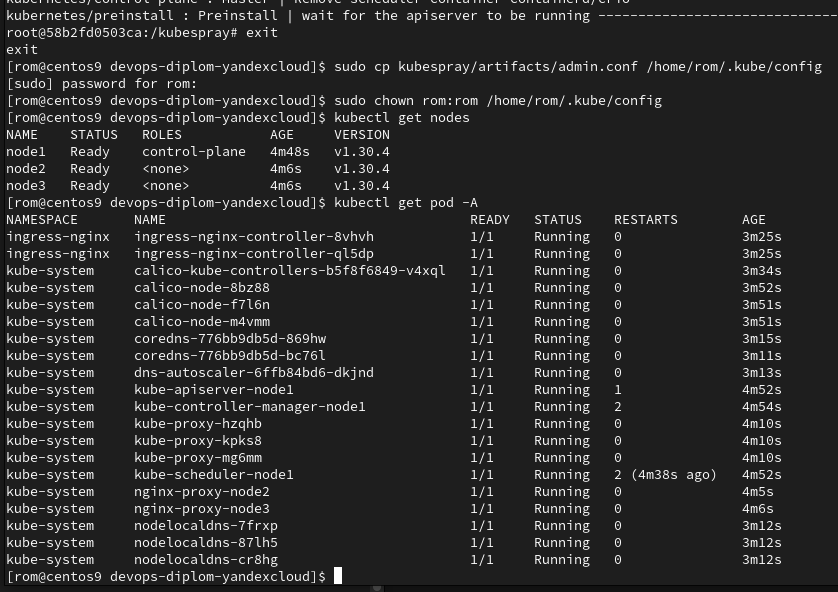 kubernetes/control-plane : Master | Remove scheduler container containerd/crio
kubernetes/preinstall : Preinstall | wait for the apiserver to be running ------------------------------
root@58b2fd0503ca:/kubespray# exit
exit
[rom@centos9 devops-diplom-yandexcloud]$ sudo cp kubespray/artifacts/admin.conf /home/rom/.kube/config
[sudo] password for rom:
[rom@centos9 devops-diplom-yandexcloud]$ sudo chown rom:rom /home/rom/.kube/config
[rom@centos9 devops-diplom-yandexcloud]$ kubectl get nodes
NAME    STATUS   ROLES           AGE     VERSION
node1   Ready    control-plane   4m48s   v1.30.4
node2   Ready    <none>          4m6s    v1.30.4
node3   Ready    <none>          4m6s    v1.30.4
[rom@centos9 devops-diplom-yandexcloud]$ kubectl get pod -A
NAMESPACE       NAME                                      READY   STATUS    RESTARTS        AGE
ingress-nginx   ingress-nginx-controller-8vhvh            1/1     Running   0               3m25s
ingress-nginx   ingress-nginx-controller-ql5dp            1/1     Running   0               3m25s
kube-system     calico-kube-controllers-b5f8f6849-v4xql   1/1     Running   0               3m34s
kube-system     calico-node-8bz88                         1/1     Running   0               3m52s
kube-system     calico-node-f7l6n                         1/1     Running   0               3m51s
kube-system     calico-node-m4vmm                         1/1     Running   0               3m51s
kube-system     coredns-776bb9db5d-869hw                  1/1     Running   0               3m15s
kube-system     coredns-776bb9db5d-bc76l                  1/1     Running   0               3m11s
kube-system     dns-autoscaler-6ffb84bd6-dkjnd            1/1     Running   0               3m13s
kube-system     kube-apiserver-node1                      1/1     Running   1               4m52s
kube-system     kube-controller-manager-node1             1/1     Running   2               4m54s
kube-system     kube-proxy-hzqhb                          1/1     Running   0               4m10s
kube-system     kube-proxy-kpks8                          1/1     Running   0               4m10s
kube-system     kube-proxy-mg6mm                          1/1     Running   0               4m10s
kube-system     kube-scheduler-node1                      1/1     Running   2 (4m38s ago)   4m52s
kube-system     nginx-proxy-node2                         1/1     Running   0               4m5s
kube-system     nginx-proxy-node3                         1/1     Running   0               4m6s
kube-system     nodelocaldns-7frxp                        1/1     Running   0               3m12s
kube-system     nodelocaldns-87lh5                        1/1     Running   0               3m12s
kube-system     nodelocaldns-cr8hg                        1/1     Running   0               3m12s
[rom@centos9 devops-diplom-yandexcloud]$